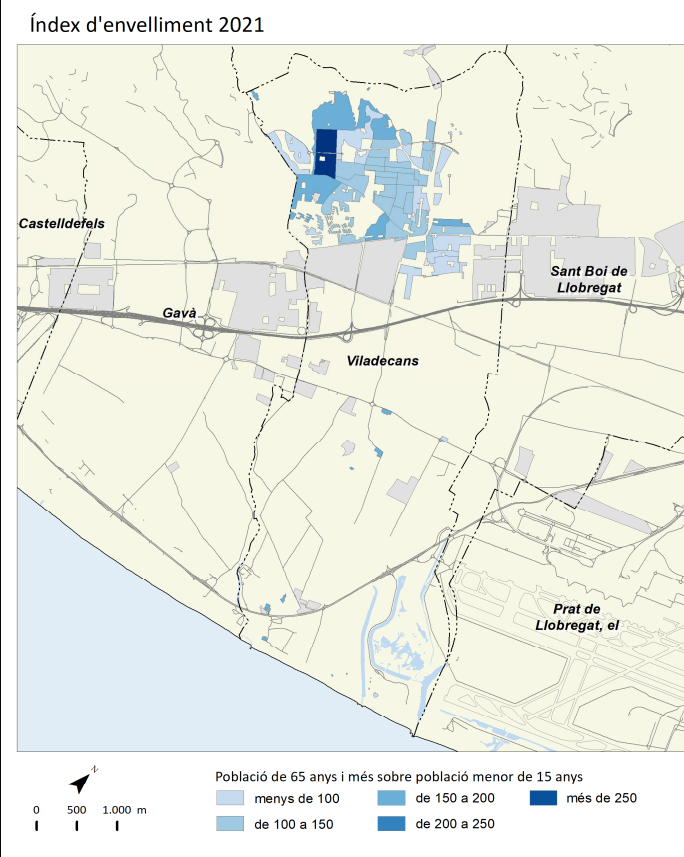 Índex d'envelliment 2021
Castelldefels
Sant Boi de
Llobregat
Gavà
Viladecans
Prat de
Llobregat, el
N
0 500 1.000 m
Població de 65 anys i més sobre població menor de 15 anys
menys de 100
de 150 a 200
més de 250
de 100 a 150
de 200 a 250